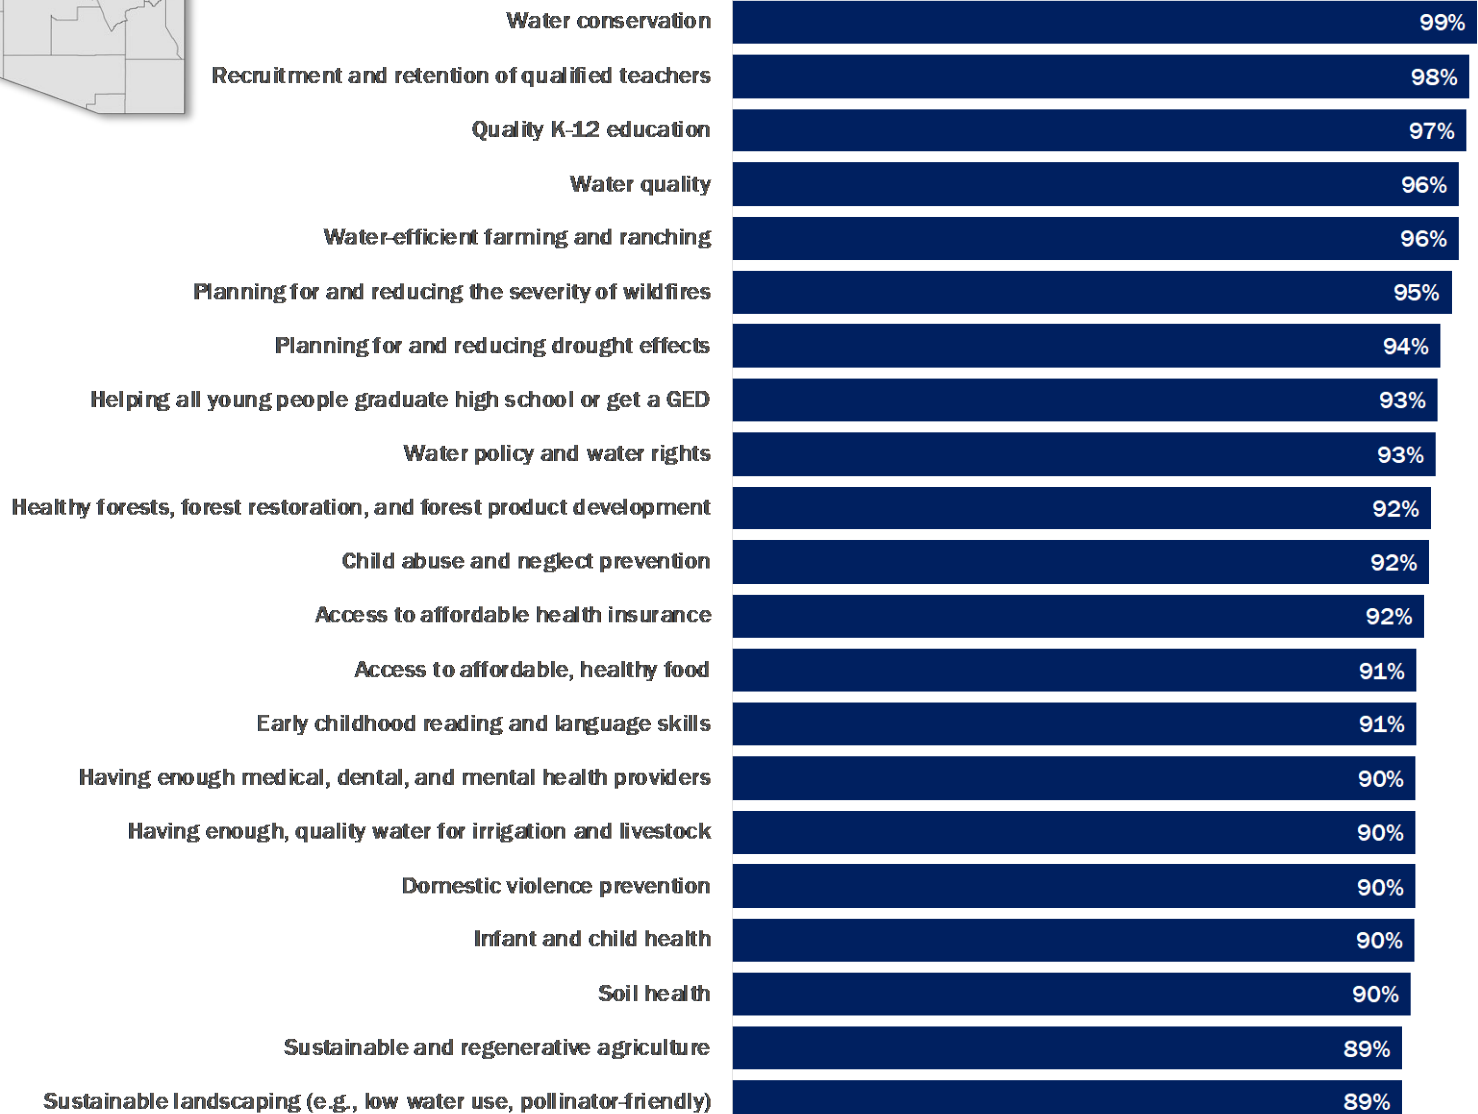 Water conservation 99%
Recruitment and retention of qualified teachers 98%
Quality K-12 education 97%
Water quality 96%
Water-efficient farming and ranching 96%
Planning for and reducing the severity of wildfires 95%
Planning for and reducing drought effects 94%
Helping all young people graduate high school or get a GED 93%
Water policy and water rights 93%
Healthy forests, forest restoration, and forest product development 92%
Child abuse and neglect prevention 92%
Access to affordable health insurance 92%
Access to affordable, healthy food 91%
Early childhood reading and language skills 91%
Having enough medical, dental, and mental health providers 90%
Having enough, quality water for irrigation and livestock 90%
Domestic violence prevention 90%
Infant and child health 90%
Soil health 90%
Sustainable and regenerative agriculture 89%
Sustainable landscaping (e.g., low water use, pollinator-friendly) 89%